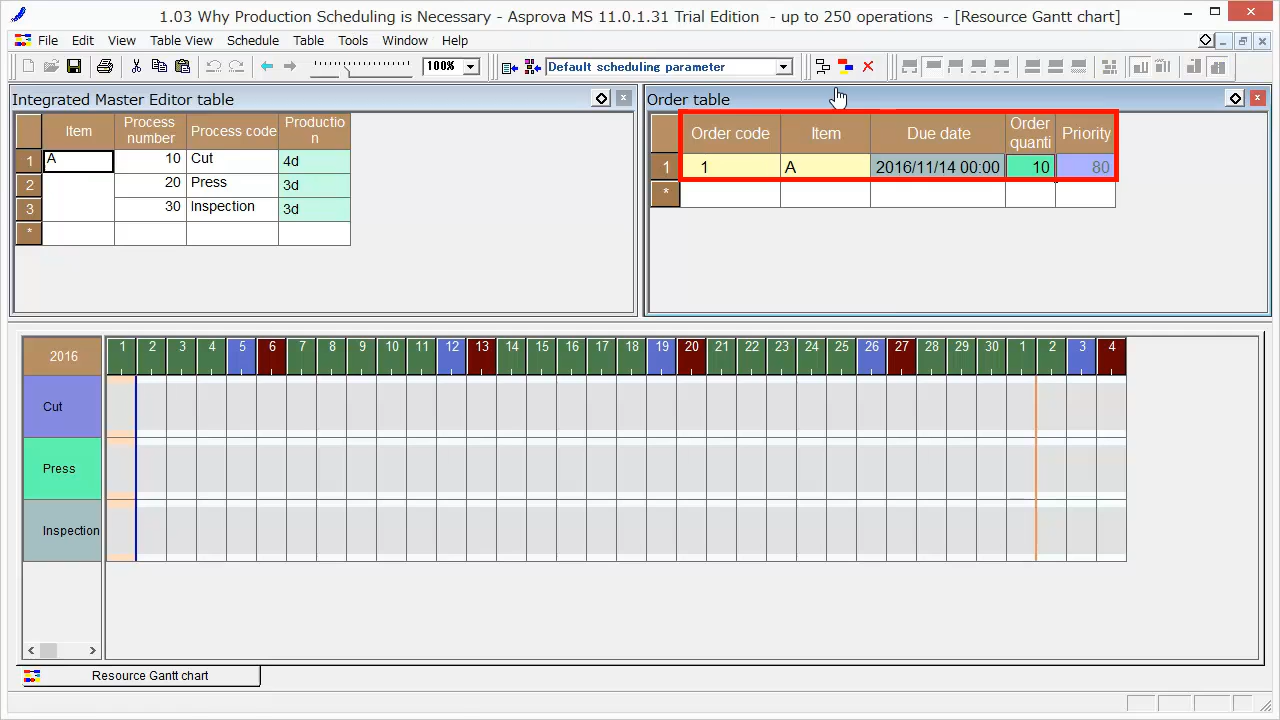 1.03 Why Production Scheduling is Necessary - Asprova MS 11.0.1.31 Trial Edition - up to 250 operations - [Resource Gantt chart]
File Edit View Table View Schedule Table Tools Window Help
100% Default scheduling parameter
Integrated Master Editor table
Item Process number Process code Productio n
1 A 10 Cut 4d
2 20 Press 3d
3 30 Inspection 3d
*
Order table
Order code Item Due date Order quanti Priority
1 1 A 2016/11/14 00:00 10 80
*
2016 1 2 3 4 5 6 7 8 9 10 11 12 13 14 15 16 17 18 19 20 21 22 23 24 25 26 27 28 29 30 1 2 3 4
Cut
Press
Inspection
Resource Gantt chart